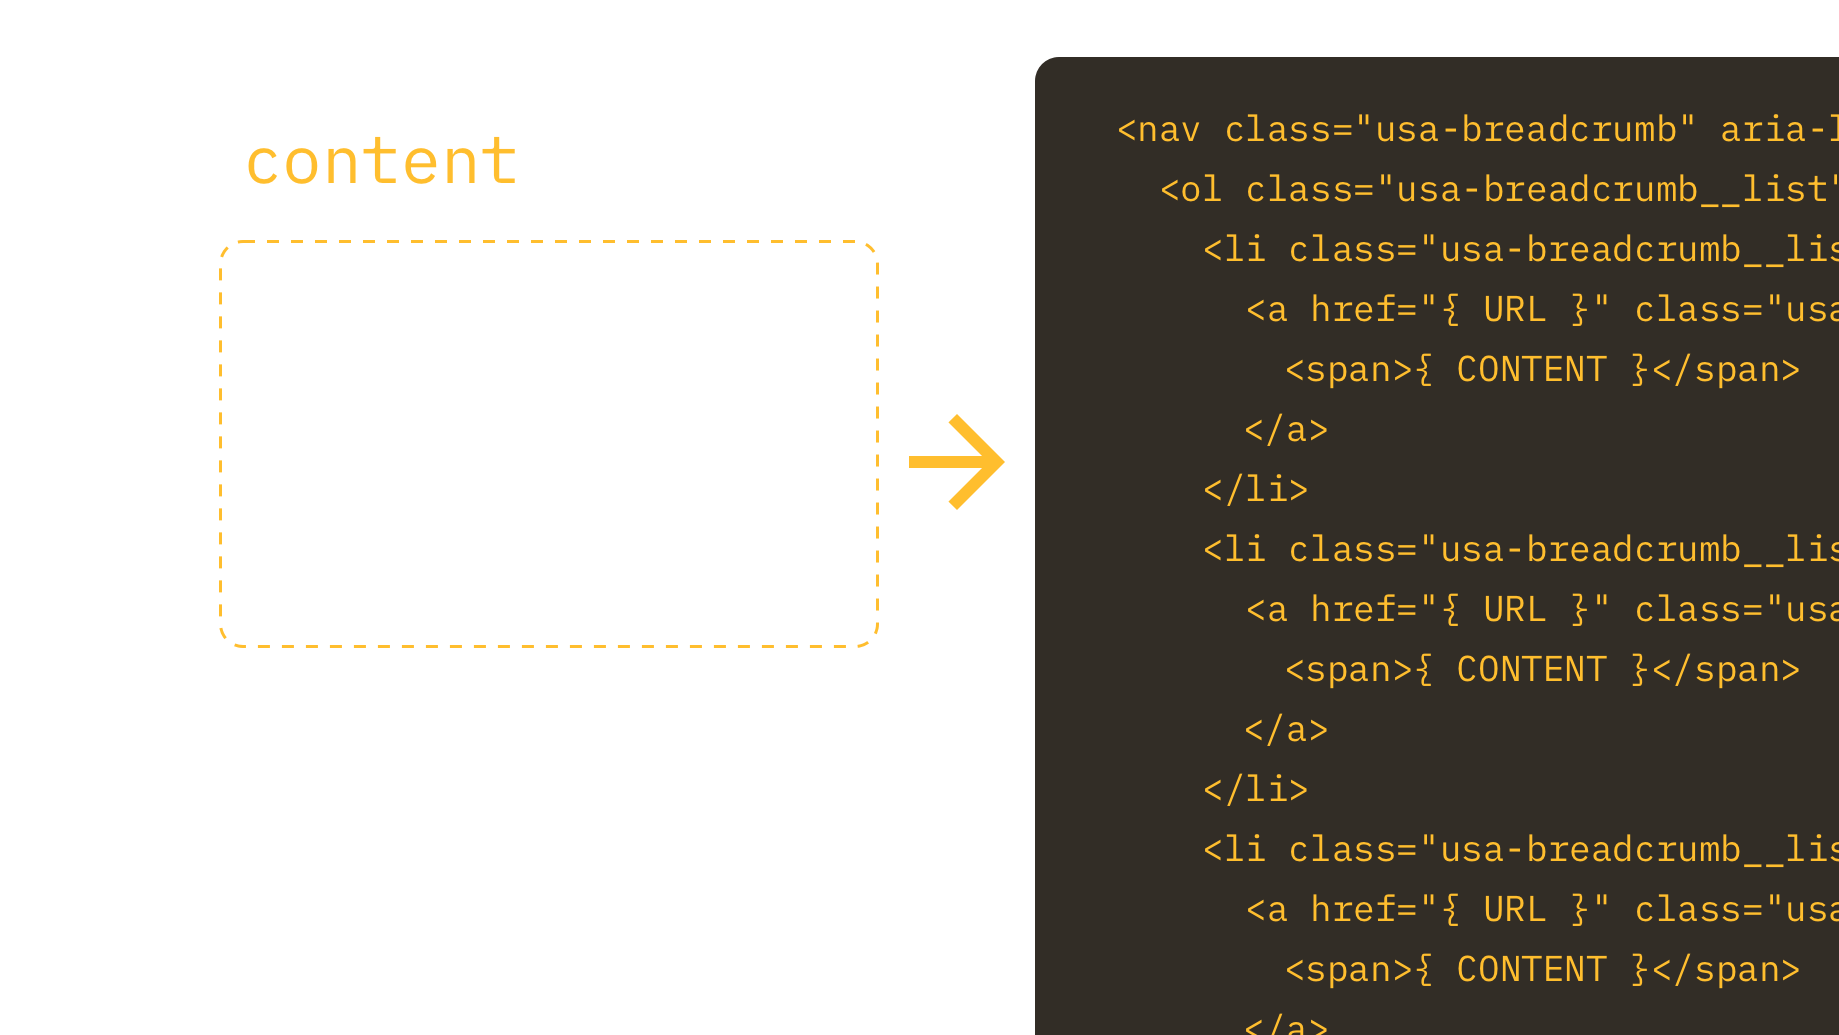 content
<nav class="usa-breadcrumb" aria-l
<ol class="usa-breadcrumb__list"
<li class="usa-breadcrumb__lis
<a href="{ URL }" class="usa
<span>{ CONTENT }</span>
</a>
</li>
<li class="usa-breadcrumb__lis
<a href="{ URL }" class="usa
<span>{ CONTENT }</span>
</a>
</li>
<li class="usa-breadcrumb__lis
<a href="{ URL }" class="usa
<span>{ CONTENT }</span>
</a>